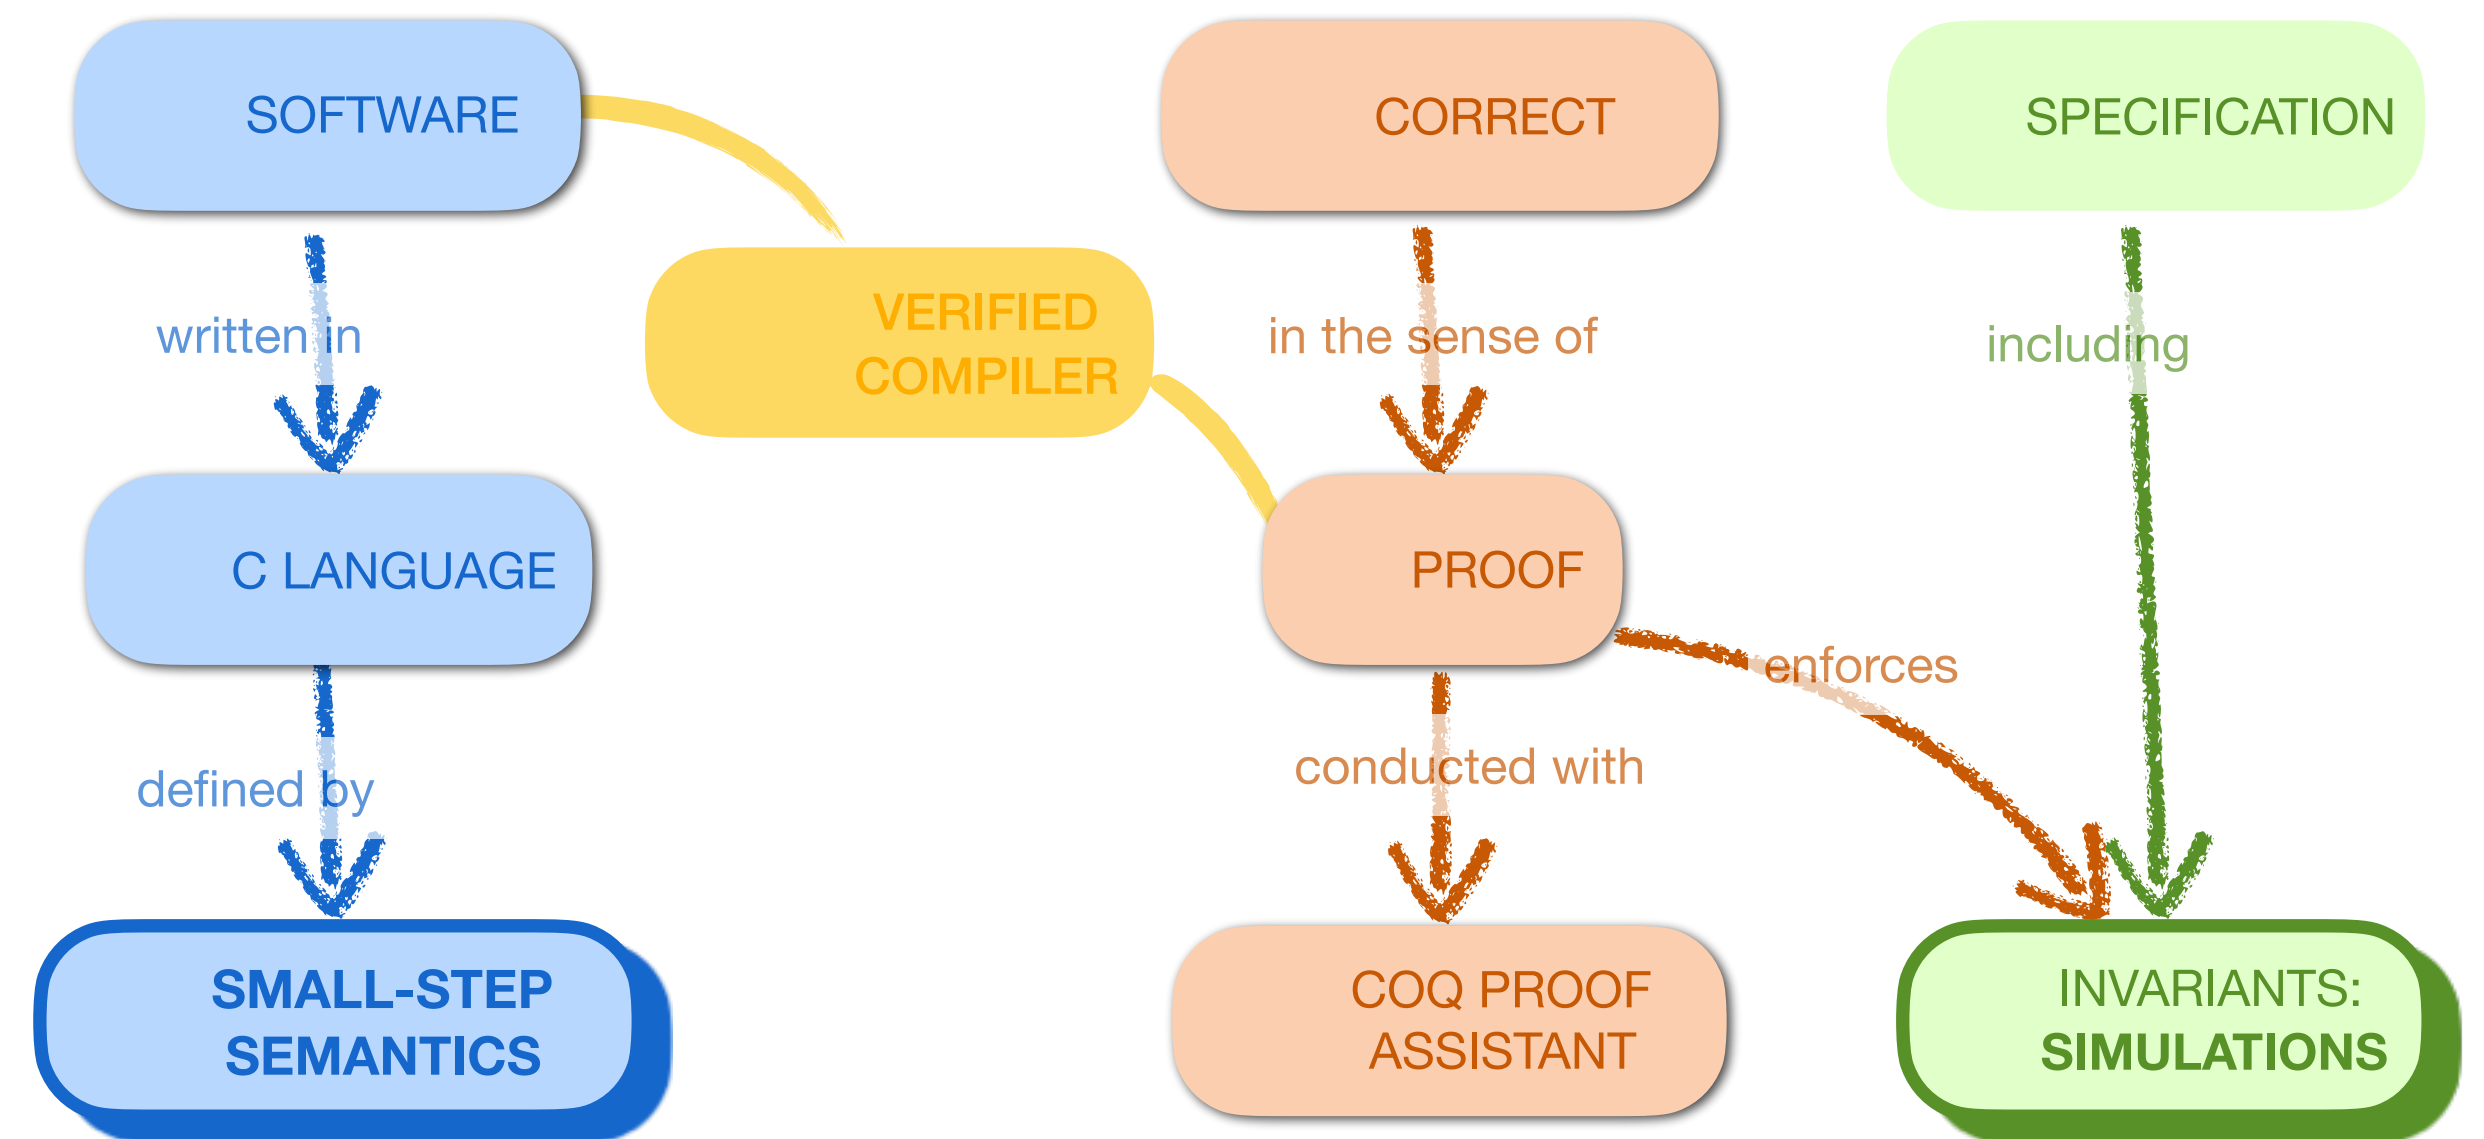 SOFTWARE
CORRECT
SPECIFICATION
VERIFIED
COMPILER
written in
in the sense of
including
C LANGUAGE
PROOF
enforces
defined by
conducted with
SMALL-STEP
SEMANTICS
COQ PROOF
ASSISTANT
INVARIANTS:
SIMULATIONS